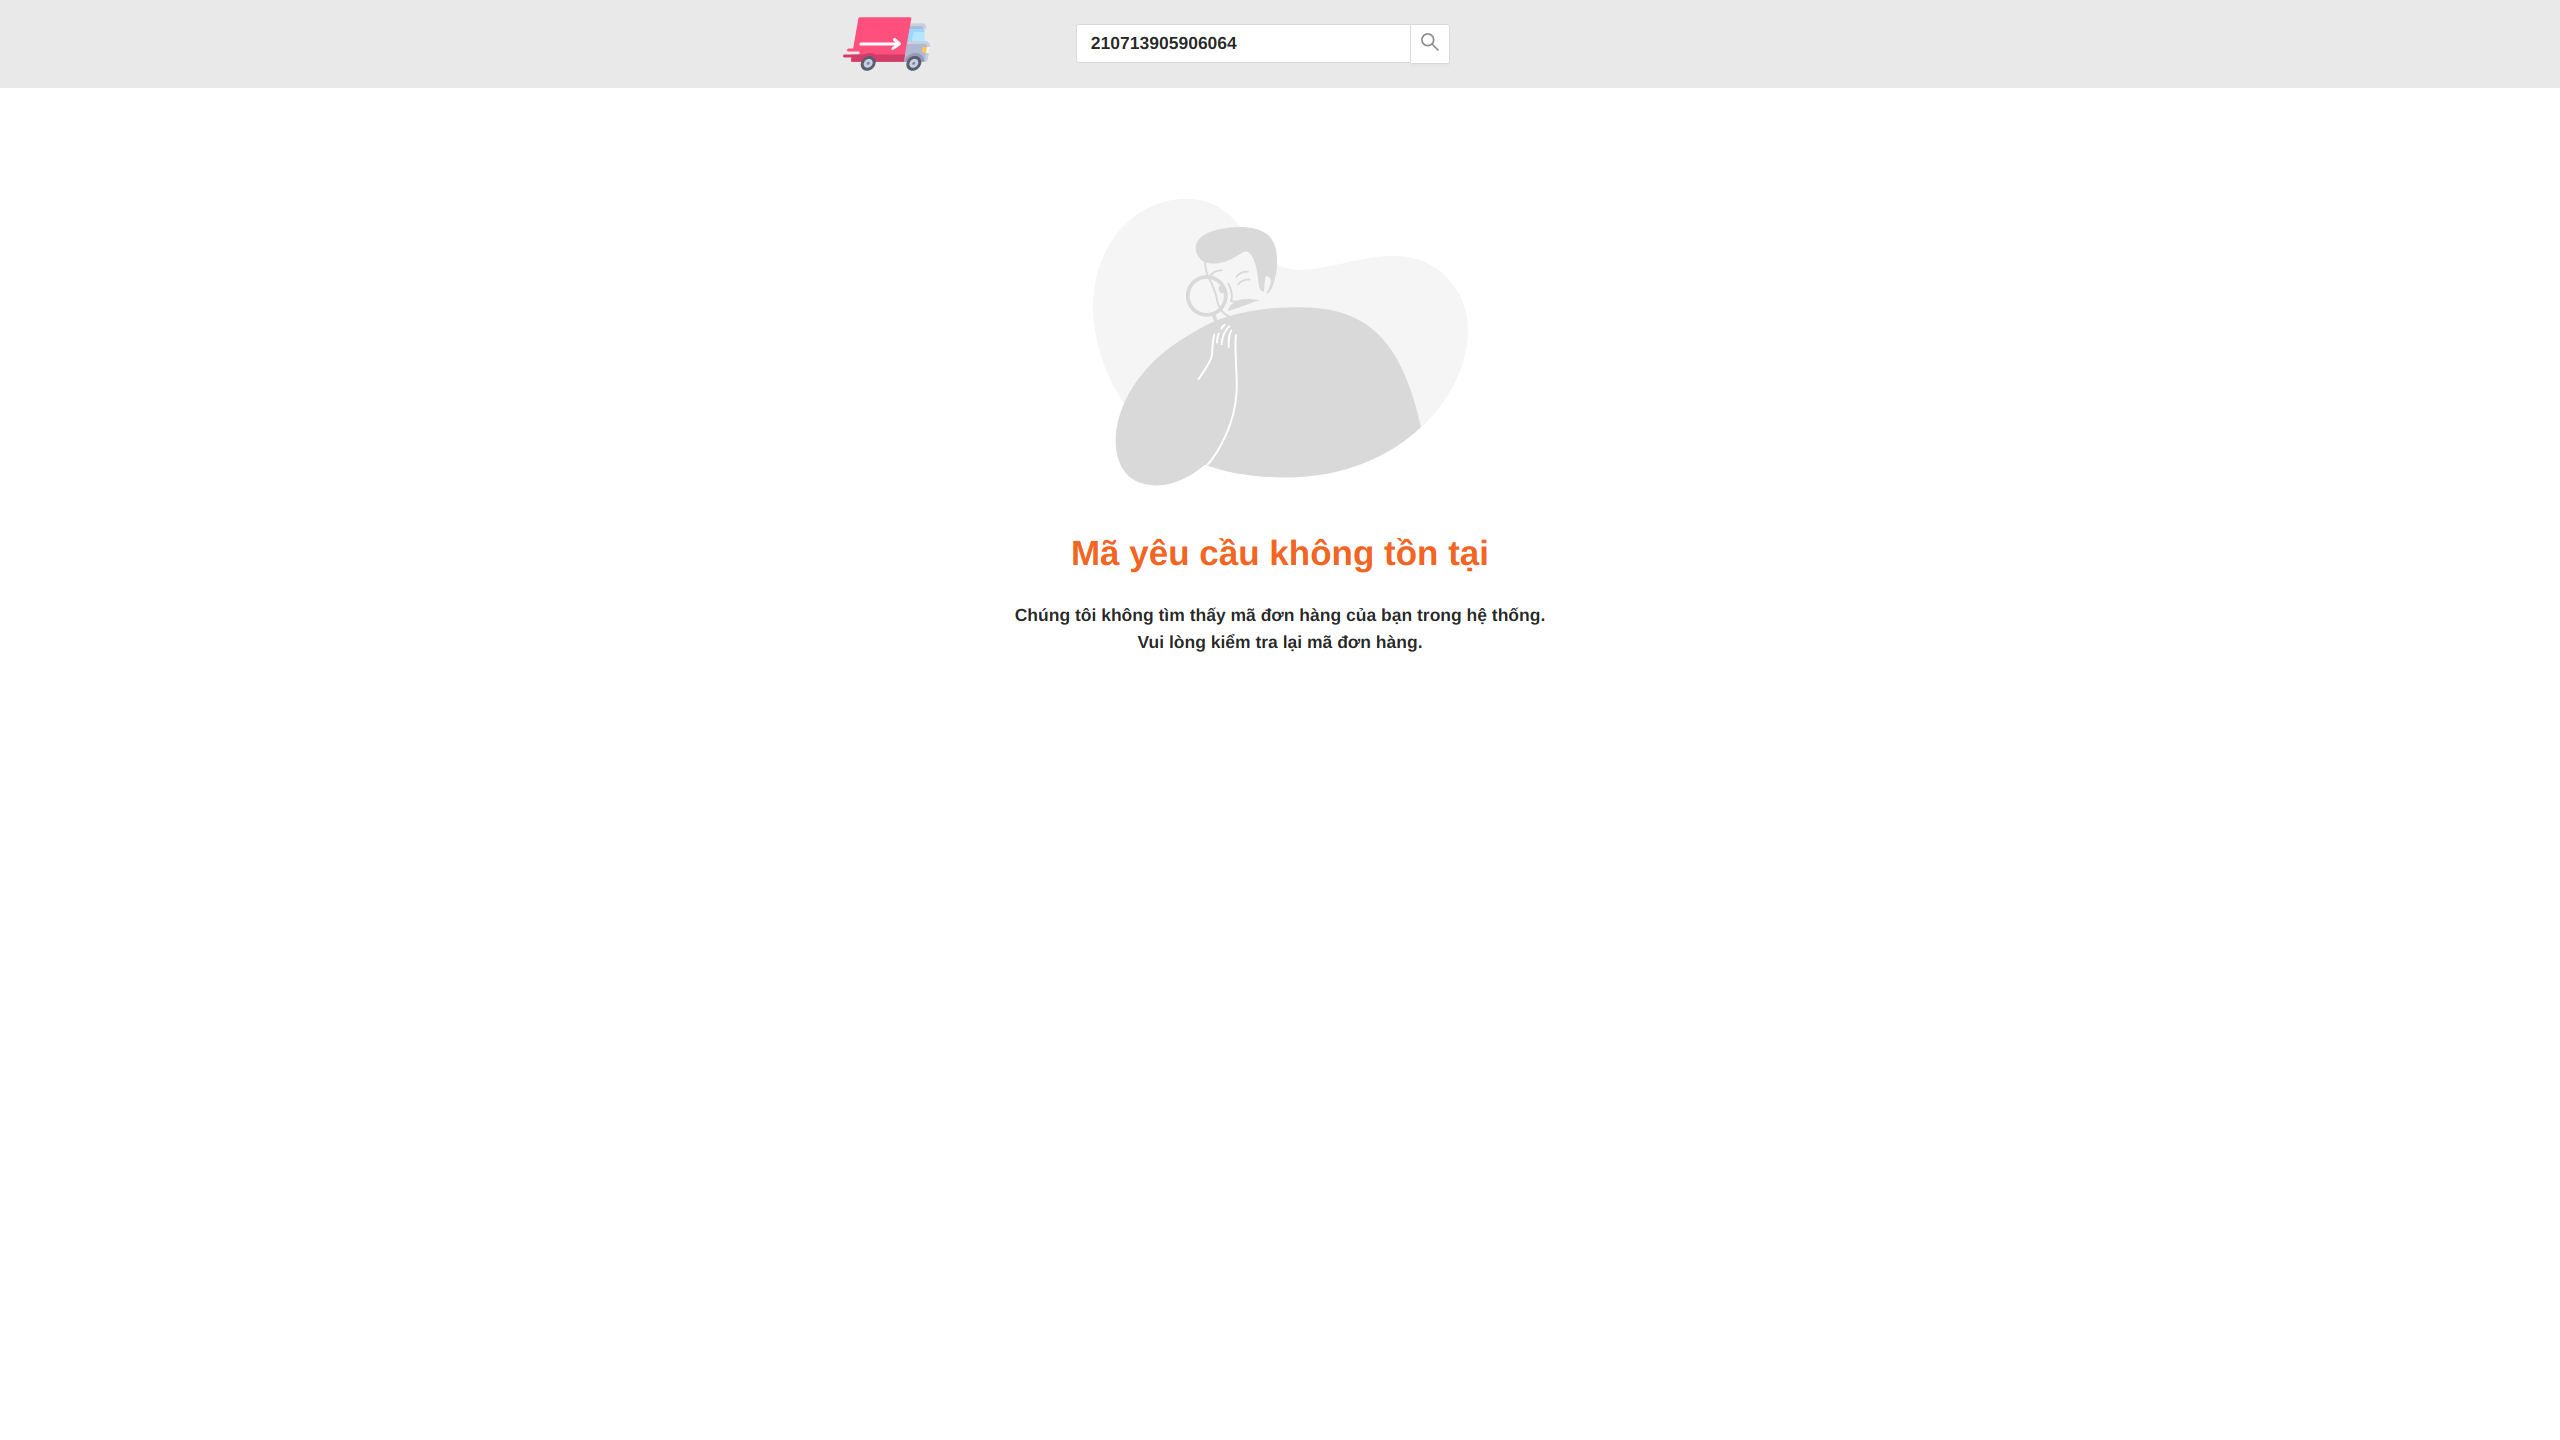 210713905906064
Mã yêu cầu không tồn tại
Chúng tôi không tìm thấy mã đơn hàng của bạn trong hệ thống.
Vui lòng kiểm tra lại mã đơn hàng.